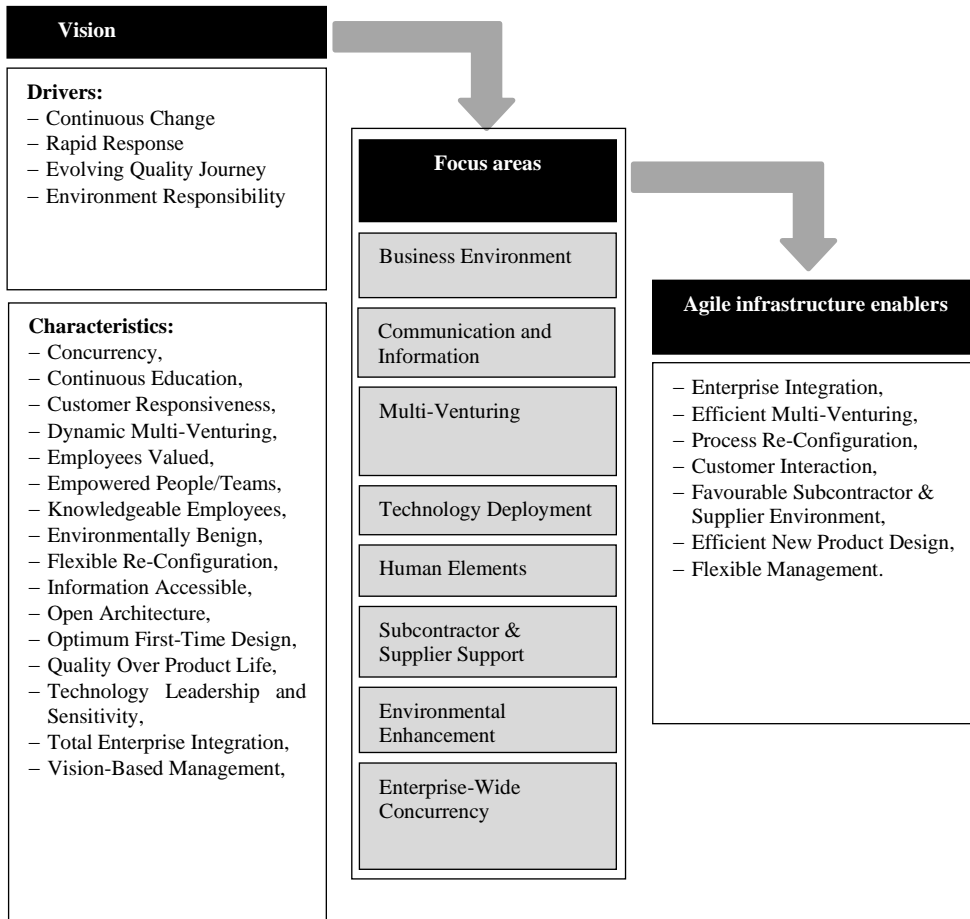 Vision
Drivers:
– Continuous Change
– Rapid Response
– Evolving Quality Journey
– Environment Responsibility
Characteristics:
– Concurrency,
– Continuous Education,
– Customer Responsiveness,
– Dynamic Multi-Venturing,
– Employees Valued,
– Empowered People/Teams,
– Knowledgeable Employees,
– Environmentally Benign,
– Flexible Re-Configuration,
– Information Accessible,
– Open Architecture,
– Optimum First-Time Design,
– Quality Over Product Life,
– Technology Leadership and
Sensitivity,
– Total Enterprise Integration,
– Vision-Based Management,
Focus areas
Business Environment
Communication and
Information
Multi-Venturing
Technology Deployment
Human Elements
Subcontractor &
Supplier Support
Environmental
Enhancement
Enterprise-Wide
Concurrency
Agile infrastructure enablers
– Enterprise Integration,
– Efficient Multi-Venturing,
– Process Re-Configuration,
– Customer Interaction,
– Favourable Subcontractor &
Supplier Environment,
– Efficient New Product Design,
– Flexible Management.